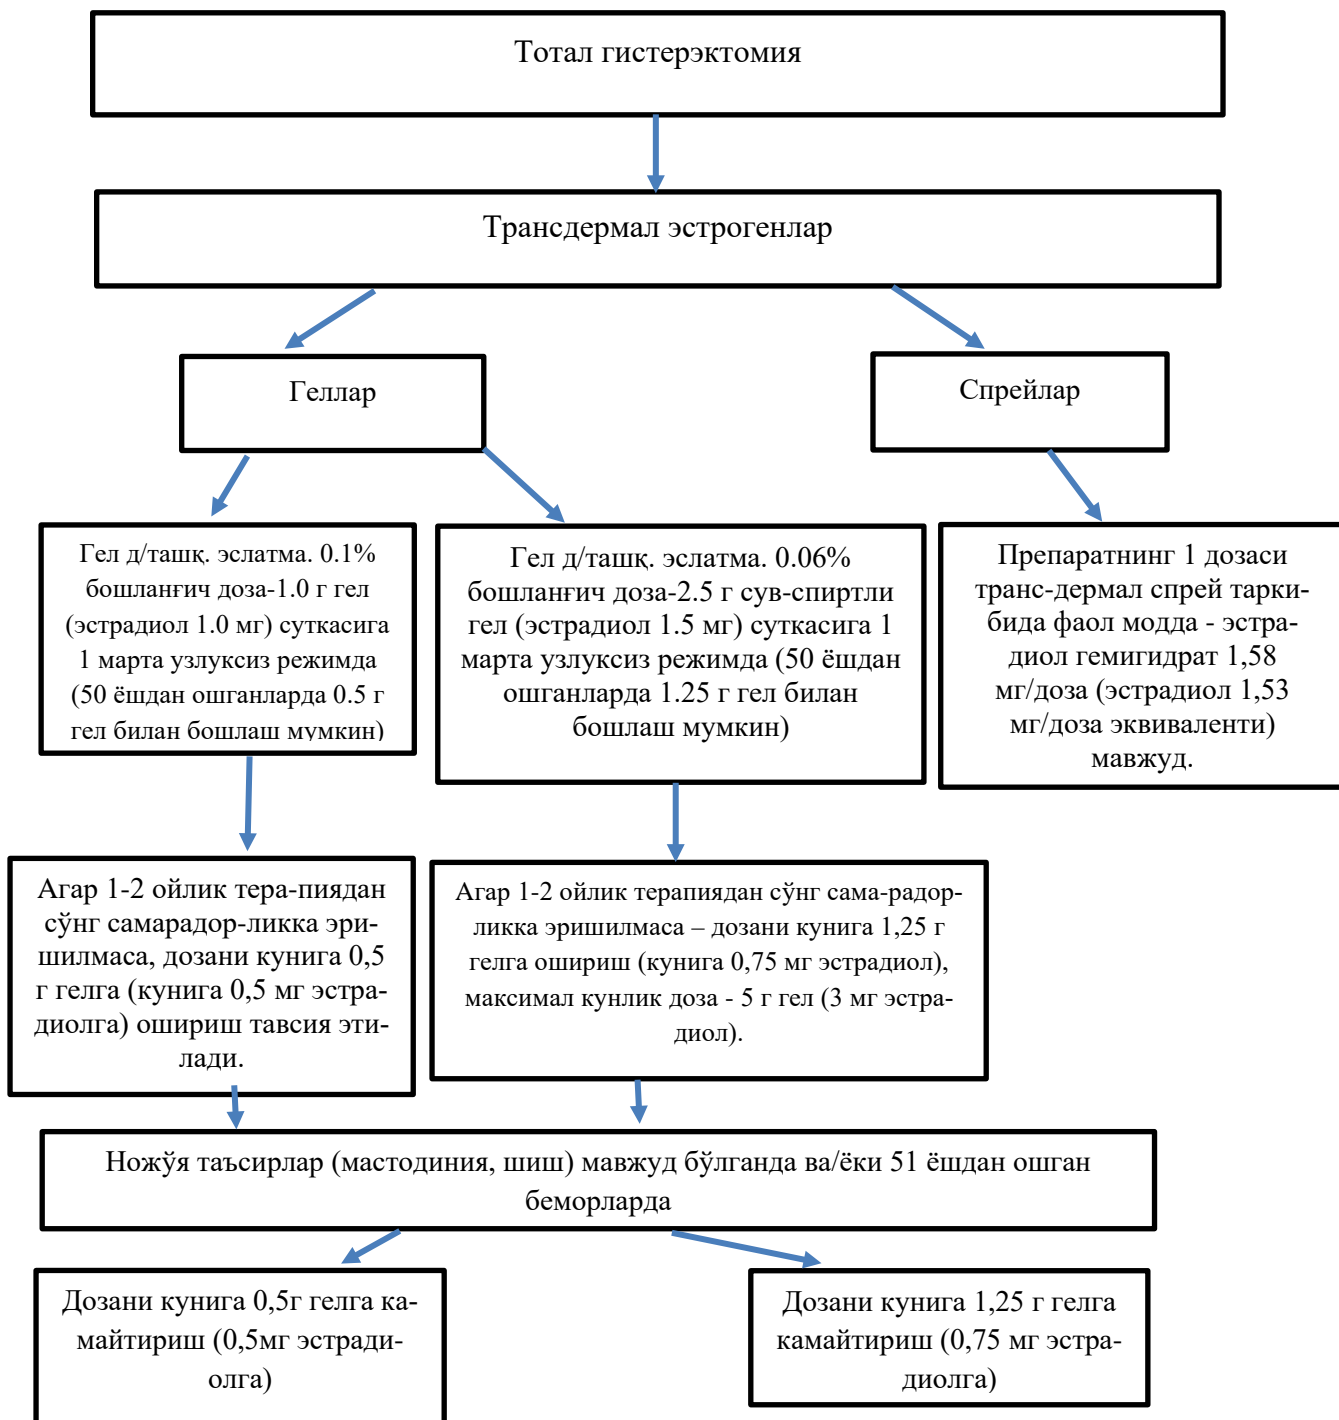 Тотал гистерэктомия
Трансдермал эстрогенлар
Геллар
Спрейлар
Гел д/ташқ. эслатма. 0.1%
бошланғич доза-1.0 г гел
(эстрадиол 1.0 мг) суткасига
1 марта узлуксиз режимда
(50 ёшдан ошганларда 0.5 г
гел билан бошлаш мумкин)
Гел д/ташқ. эслатма. 0.06%
бошланғич доза-2.5 г сув-спиртли
гел (эстрадиол 1.5 мг) суткасига 1
марта узлуксиз режимда (50 ёшдан
ошганларда 1.25 г гел билан
бошлаш мумкин)
Препаратнинг 1 дозаси
транс-дермал спрей тарки-
бида фаол модда - эстра-
диол гемигидрат 1,58
мг/доза (эстрадиол 1,53
мг/доза эквиваленти)
мавжуд.
Агар 1-2 ойлик тера-пиядан
сўнг самарадор-ликка эри-
шилмаса, дозани кунига 0,5
г гелга (кунига 0,5 мг эстра-
диолга) ошириш тавсия эти-
лади.
Агар 1-2 ойлик терапиядан сўнг сама-радор-
ликка эришилмаса – дозани кунига 1,25 г
гелга ошириш (кунига 0,75 мг эстрадиол),
максимал кунлик доза - 5 г гел (3 мг эстра-
диол).
Ножўя таъсирлар (мастодиния, шиш) мавжуд бўлганда ва/ёки 51 ёшдан ошган
беморларда
Дозани кунига 0,5г гелга ка-
майтириш (0,5мг эстради-
олга)
Дозани кунига 1,25 г гелга
камайтириш (0,75 мг эстра-
диолга)